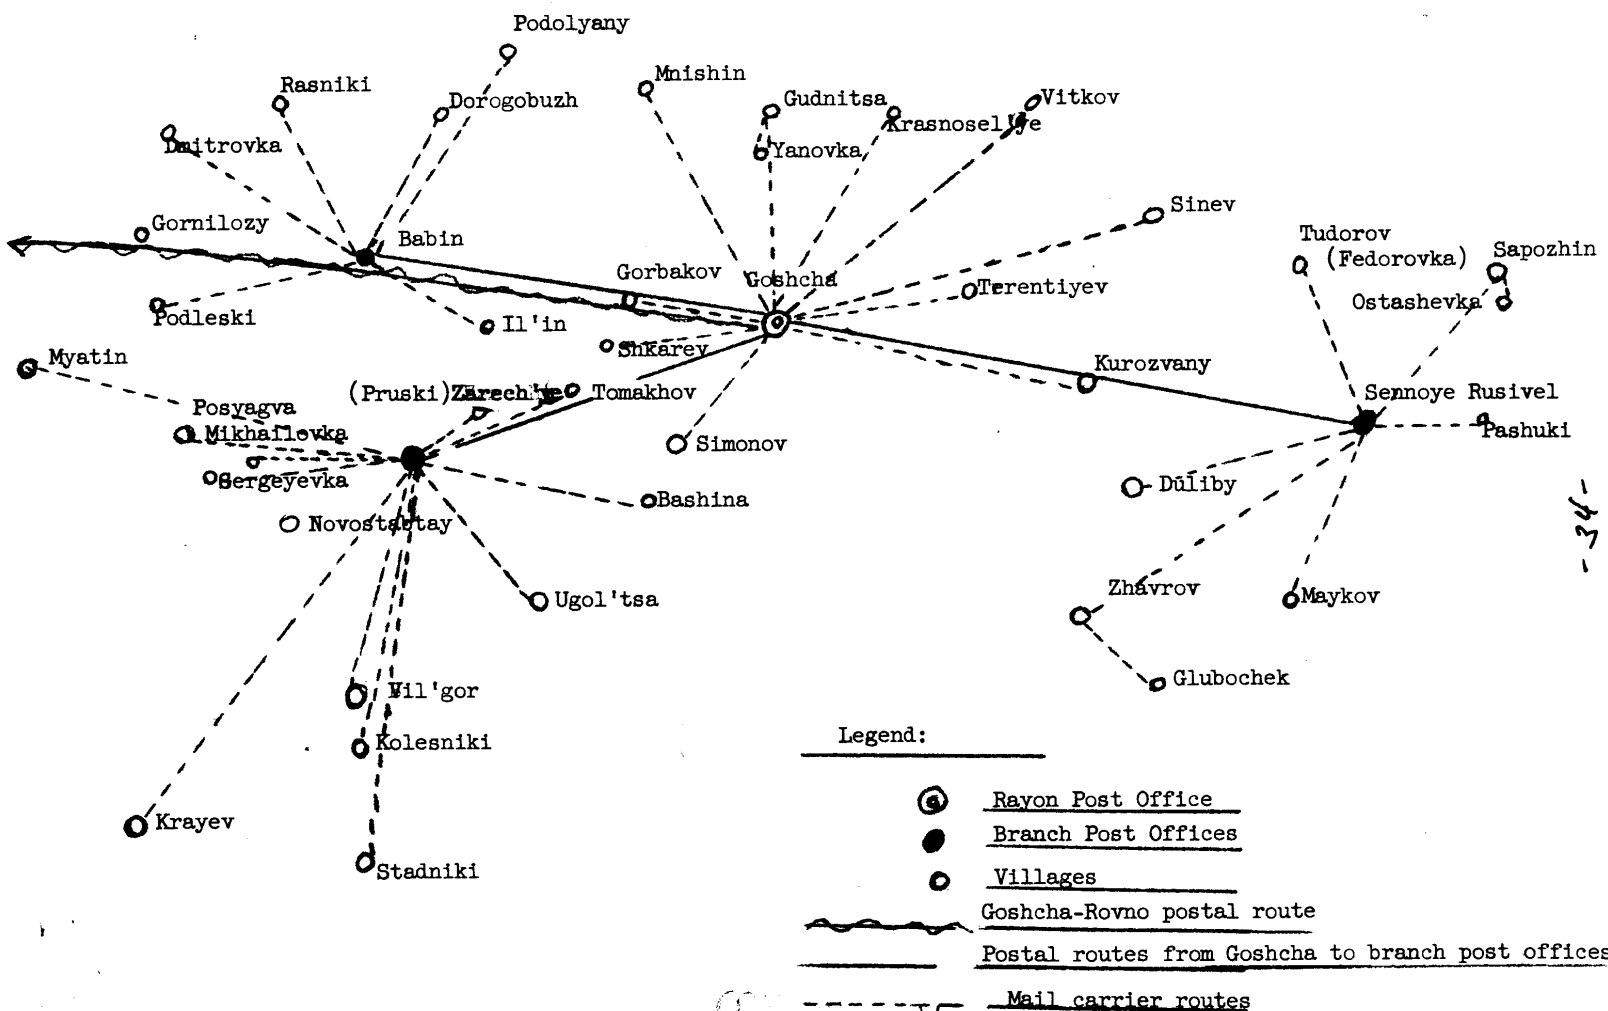 Podolyany
Mnishin
Rasniki
Dorogobuzh
Gudnitsa
Vitkov
Krasnosel'ye
Dmitrovka
Yanovka
Sinev
Gornilozy
Babin
Tudorov
(Fedorovka)
Sapozhin
Gorbakov
Goshcha
Terentiyev
Ostashevka
Podleski
Il'in
Shkarev
Myatin
Kurozvany
(Pruski) Zarech'ye
Tomakhov
Sennoye Rusivel
Posyagva
Mikhailovka
Simonov
Pashuki
Sergeyevka
Bashina
Duliby
Novostabtay
-34-
Ugol'tsa
Zhavrov
Maykov
Vil'gor
Glubochek
Kolesniki
Krayev
Stadniki
Legend:
Rayon Post Office
Branch Post Offices
Villages
Goshcha-Rovno postal route
Postal routes from Goshcha to branch post offices
Mail carrier routes